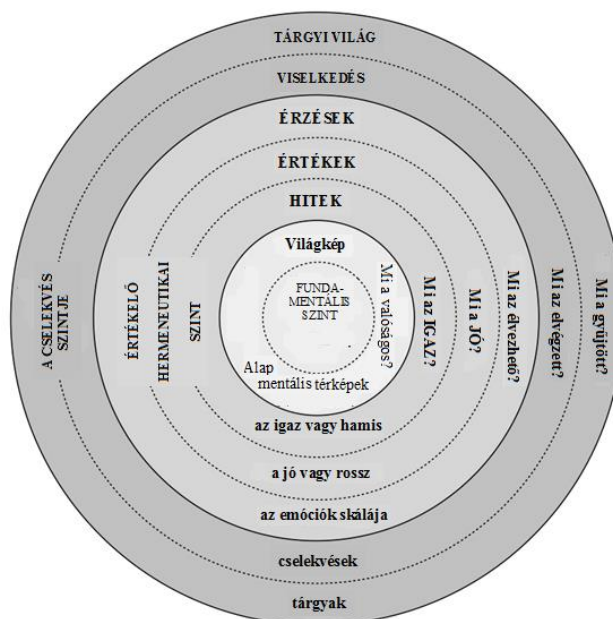 TÁRGYI VILÁG
VISELKEDÉS
ÉRZÉSEK
ÉRTÉKEK
HITEK
Világkép
FUNDA-
MENTÁLIS
SZINT
Alap
mentális térképek
A CSELEKVÉS
SZINTJE
ÉRTÉKELŐ
HERMENEUTIKAI
SZINT
Mi a valóságos?
Mi az IGAZ?
Mi a JÓ?
Mi az élvezhető?
Mi az elvégzett?
Mi a gyűjtött?
az igaz vagy hamis
a jó vagy rossz
az emóciók skálája
cselekvések
tárgyak